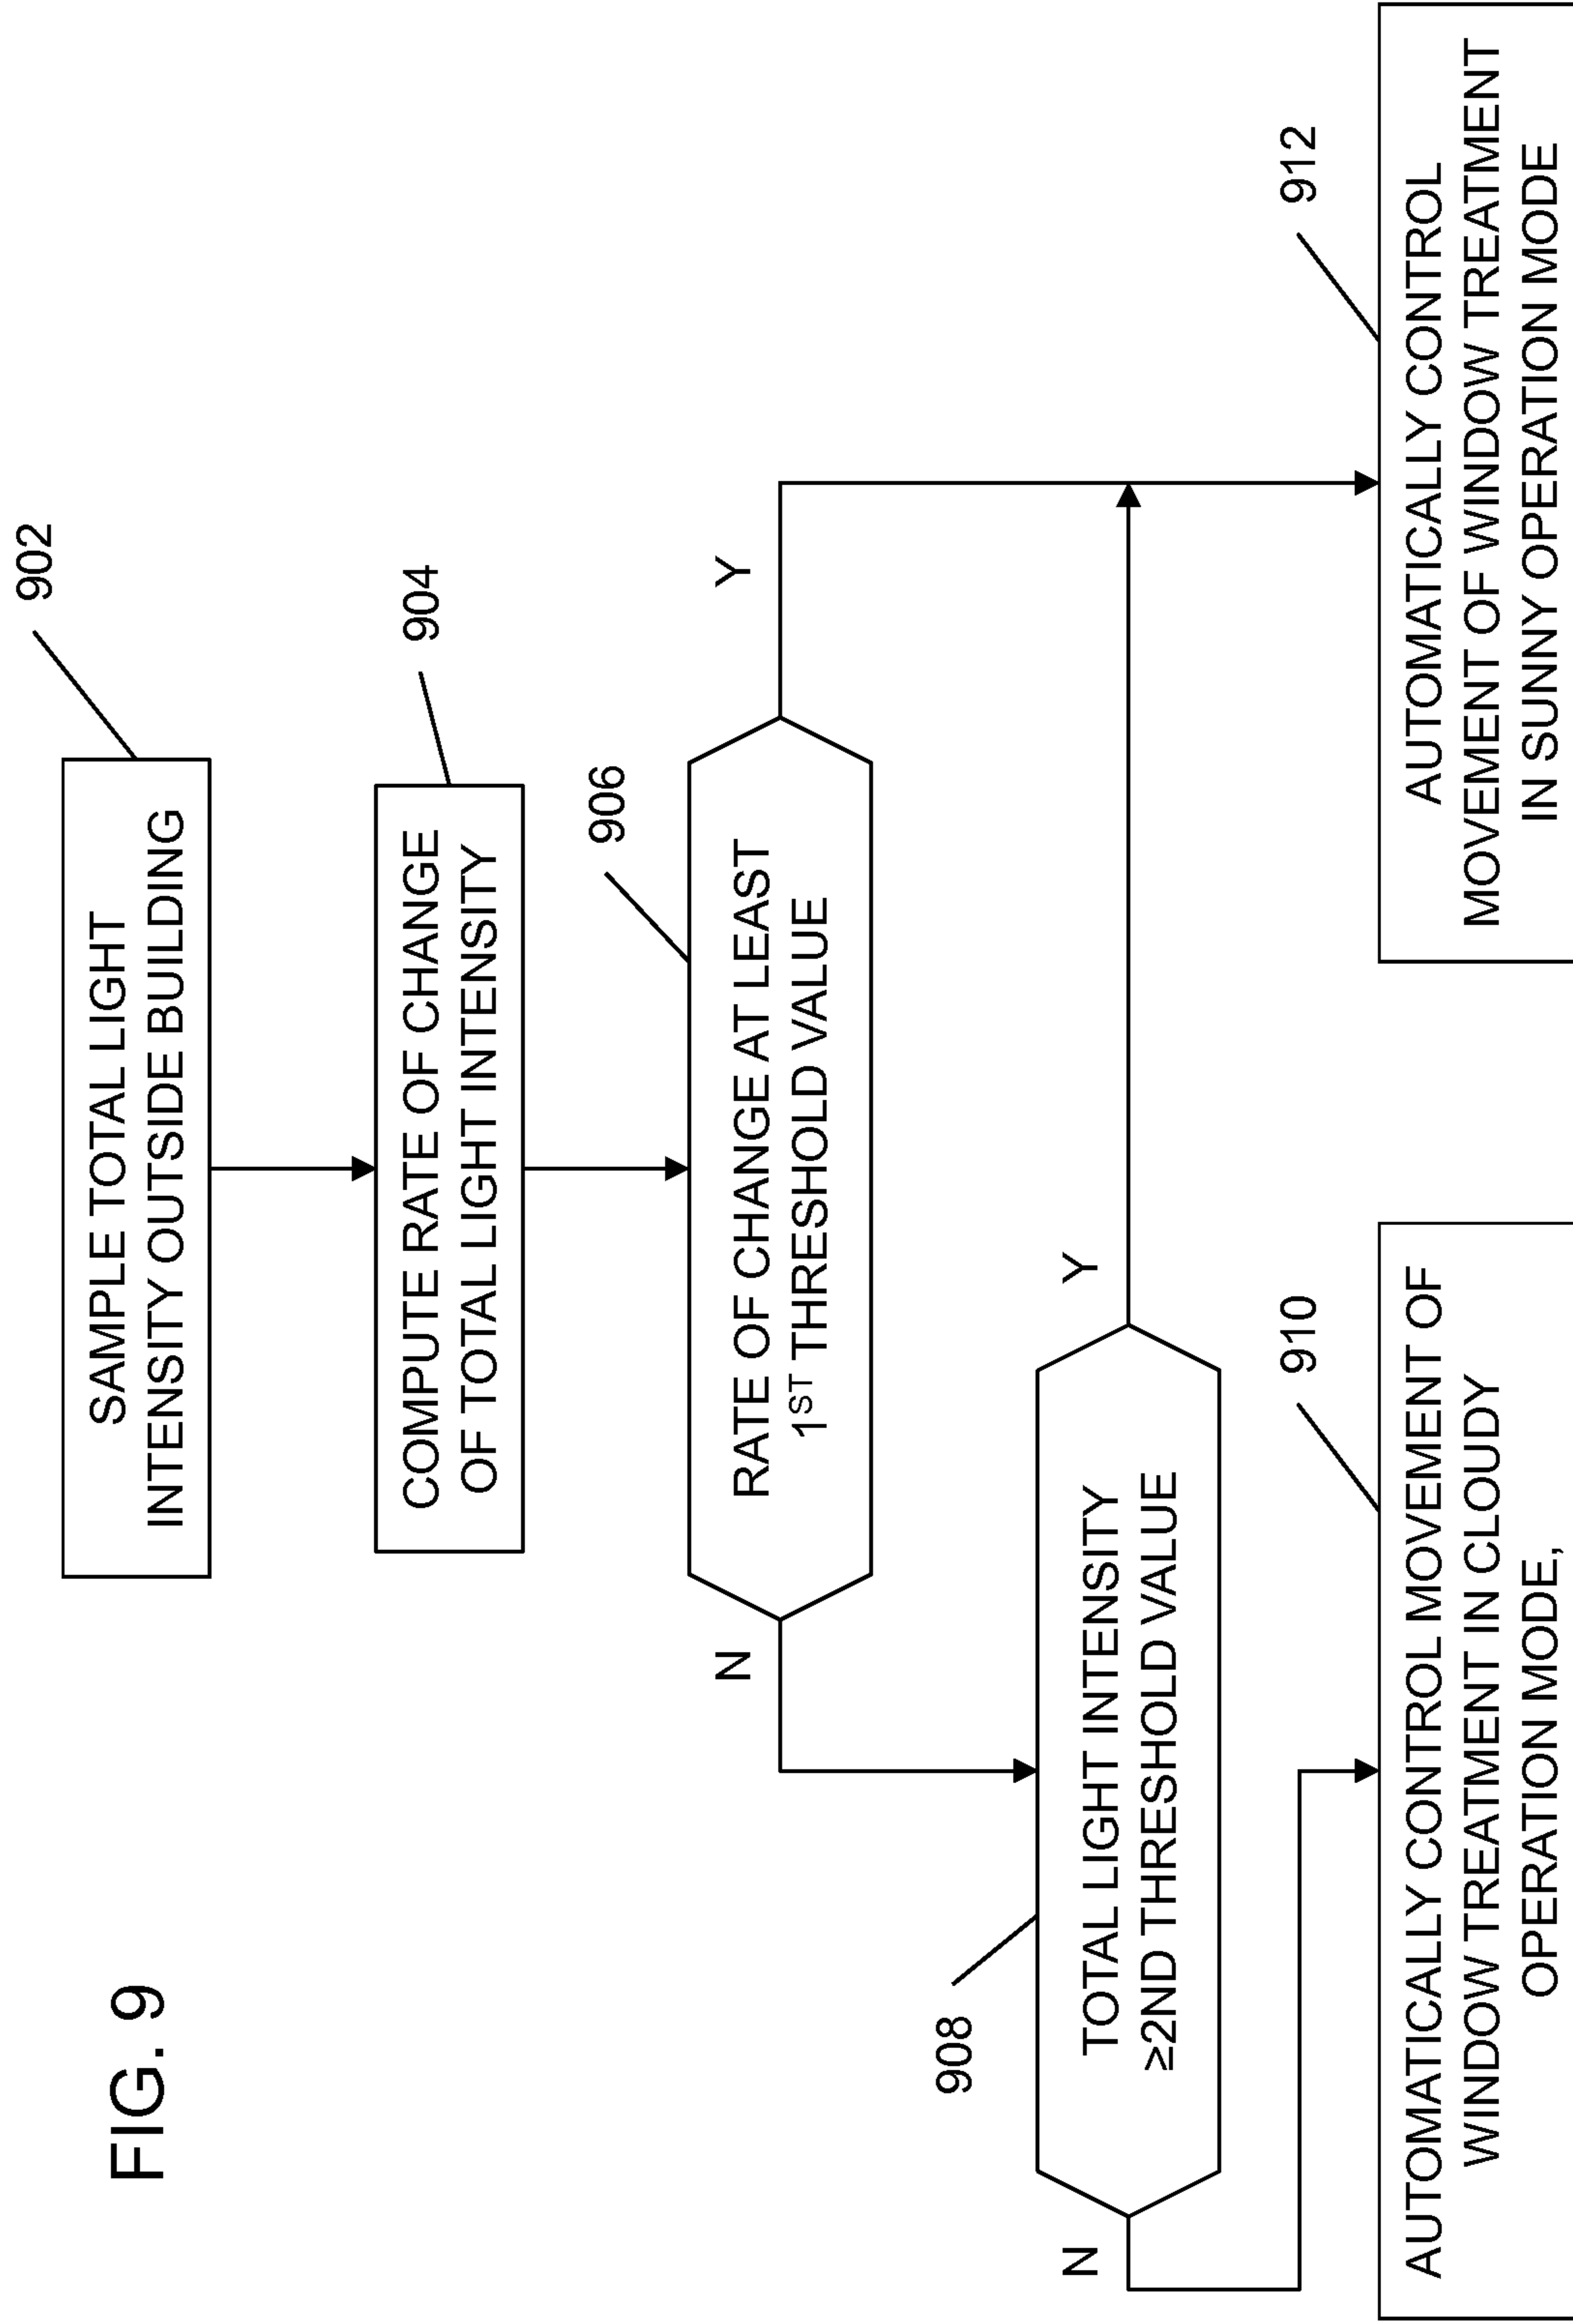 FIG. 9
902
SAMPLE TOTAL LIGHT
INTENSITY OUTSIDE BUILDING
904
COMPUTE RATE OF CHANGE
OF TOTAL LIGHT INTENSITY
906
RATE OF CHANGE AT LEAST
1ST THRESHOLD VALUE
N
Y
908
TOTAL LIGHT INTENSITY
≥2ND THRESHOLD VALUE
N
Y
910
AUTOMATICALLY CONTROL MOVEMENT OF
WINDOW TREATMENT IN CLOUDY
OPERATION MODE,
912
AUTOMATICALLY CONTROL
MOVEMENT OF WINDOW TREATMENT
IN SUNNY OPERATION MODE